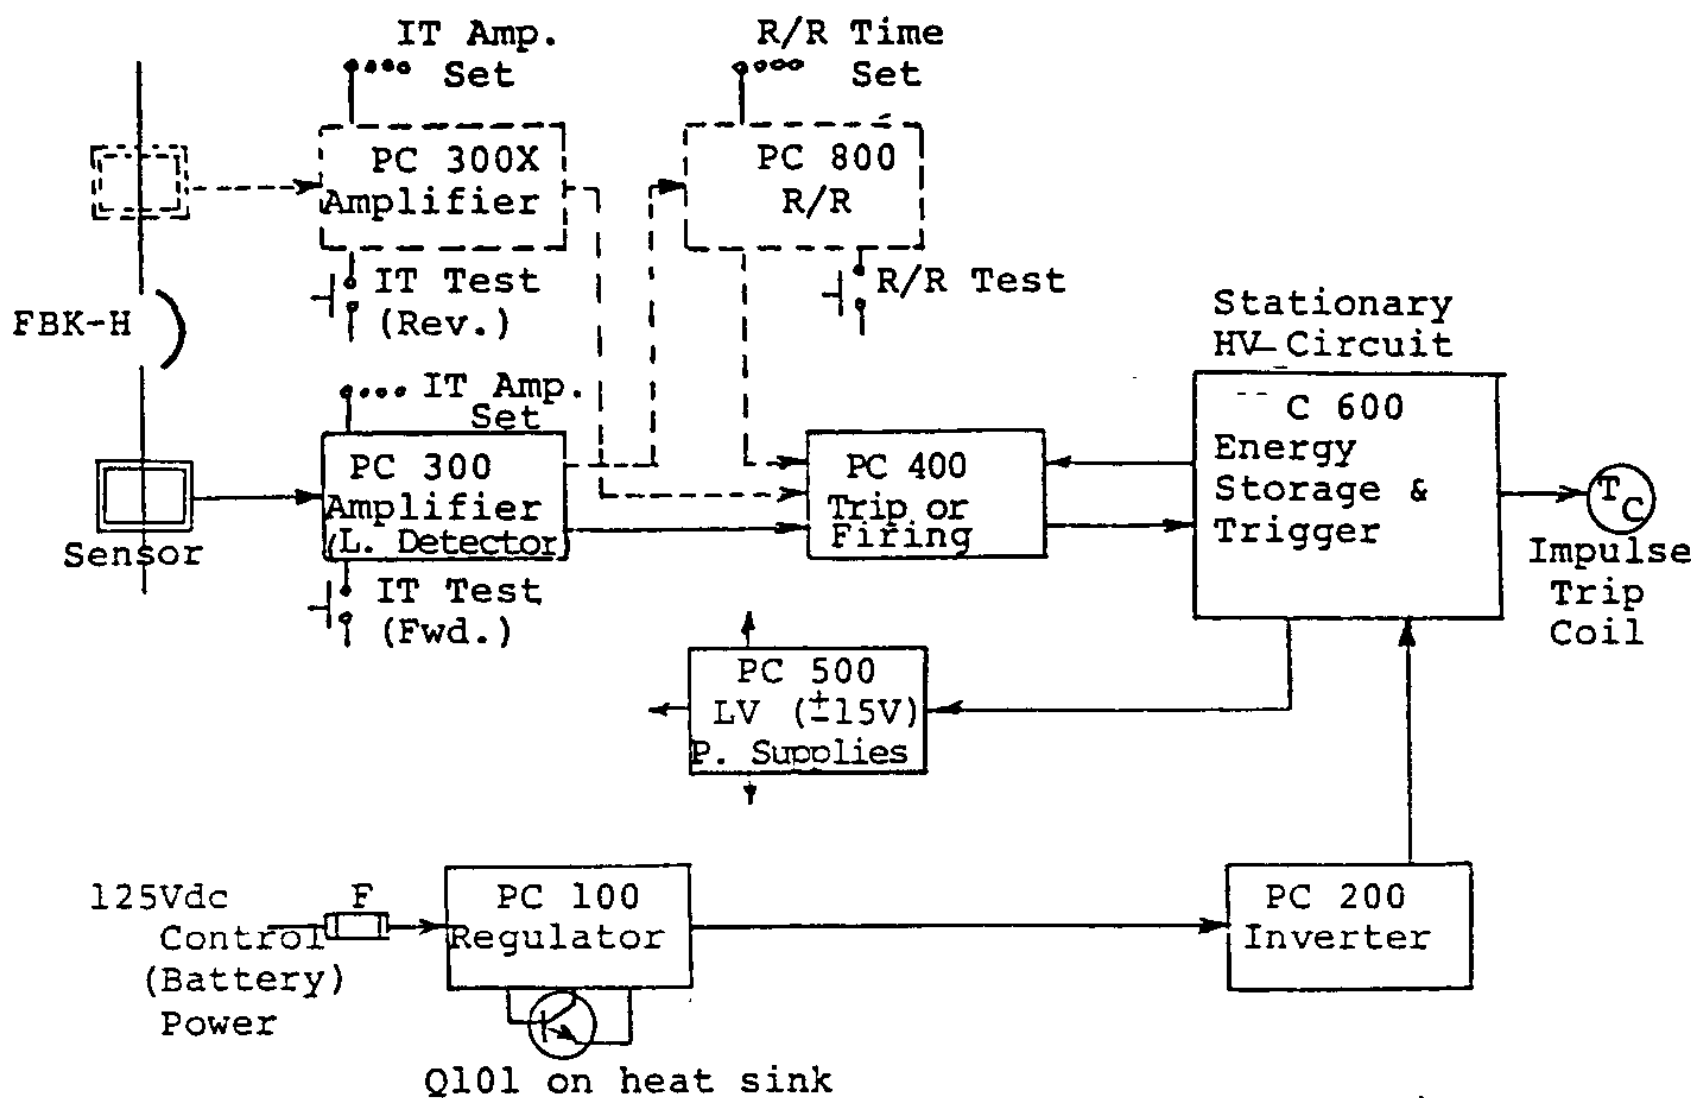 IT Amp.
Set
R/R Time
Set
PC 300X
Amplifier
PC 800
R/R
IT Test
(Rev.)
R/R Test
FBK-H
Stationary
HV Circuit
IT Amp.
Set
C 600
Energy
Storage &
Trigger
PC 300
Amplifier
(L. Detector)
PC 400
Trip or
Firing
TC
Sensor
Impulse
Trip
Coil
IT Test
(Fwd.)
PC 500
LV (±15V)
P. Supplies
125Vdc
Control
(Battery)
Power
F
PC 100
Regulator
PC 200
Inverter
Q101 on heat sink